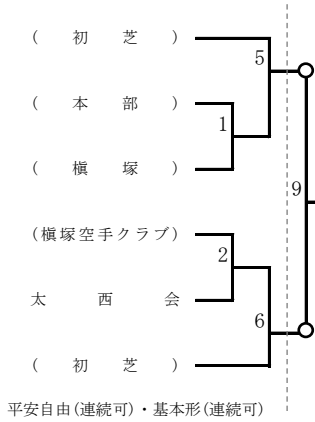 (初芝)
5
(本部)
1
(槇塚)
9
(槇塚空手クラブ)
2
太西会
6
(初芝)
平安自由(連続可)・基本形(連続可)